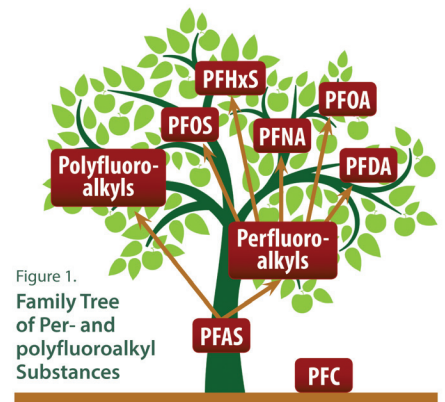 PFHxS
PFOA
PFOS
PFNA
PFDA
Polyfluoro-
alkyls
Perfluoro-
alkyls
Figure 1.
Family Tree
of Per- and
polyfluoroalkyl
Substances
PFAS
PFC